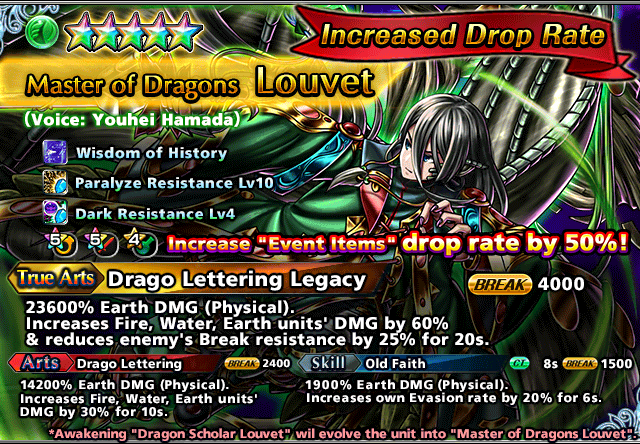 Increased Drop Rate
Master of Dragons Louvet
(Voice: Youhei Hamada)
Wisdom of History
Paralyze Resistance Lv10
Dark Resistance Lv4
5 5 4 Increase "Event Items" drop rate by 50%!
True Arts Drago Lettering Legacy BREAK 4000
23600% Earth DMG (Physical).
Increases Fire, Water, Earth units' DMG by 60%
& reduces enemy's Break resistance by 25% for 20s.
Arts Drago Lettering BREAK 2400
14200% Earth DMG (Physical).
Increases Fire, Water, Earth units'
DMG by 30% for 10s.
Skill Old Faith CT 8s BREAK 1500
1900% Earth DMG (Physical).
Increases own Evasion rate by 20% for 6s.
*Awakening "Dragon Scholar Louvet" wil evolve the unit into "Master of Dragons Louvet".